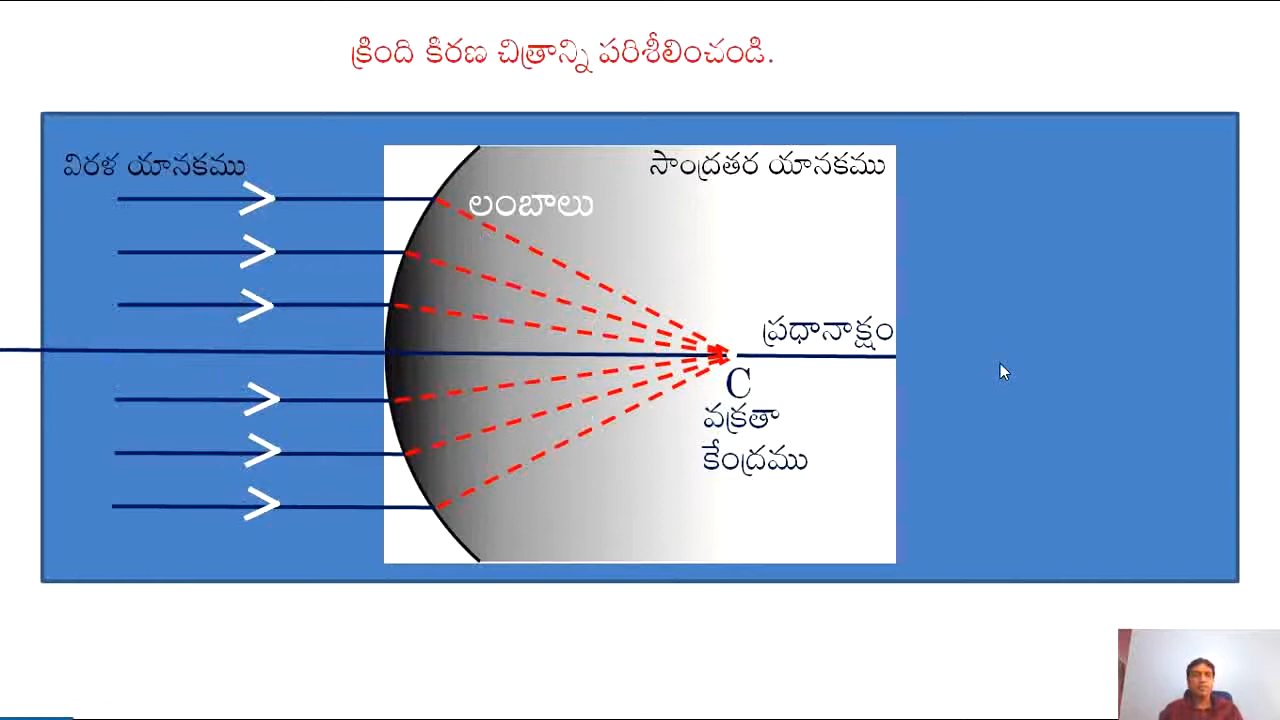 క్రింది కిరణ చిత్రాన్ని పరిశీలించండి.
విరళ యానకము
సాంద్రతర యానకము
లంబాలు
ప్రధానాక్షం
C
వక్రతా
కేంద్రము